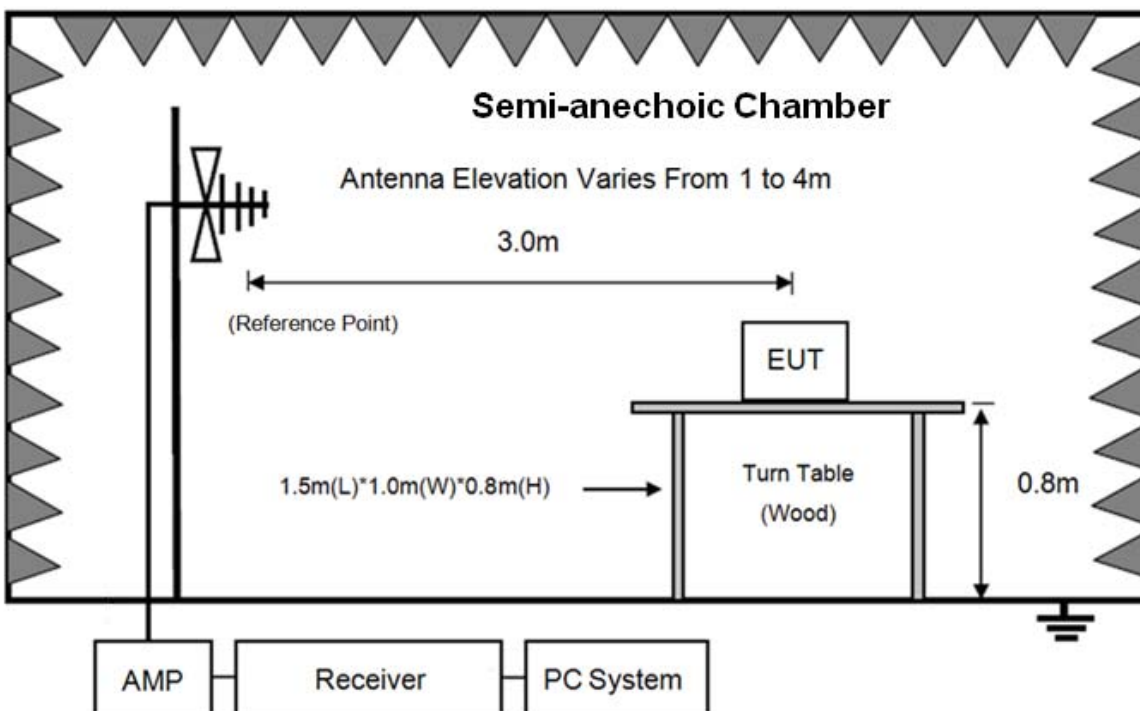 Semi-anechoic Chamber
Antenna Elevation Varies From 1 to 4m
3.0m
(Reference Point)
EUT
1.5m(L)*1.0m(W)*0.8m(H)
Turn Table
(Wood)
0.8m
AMP
Receiver
PC System